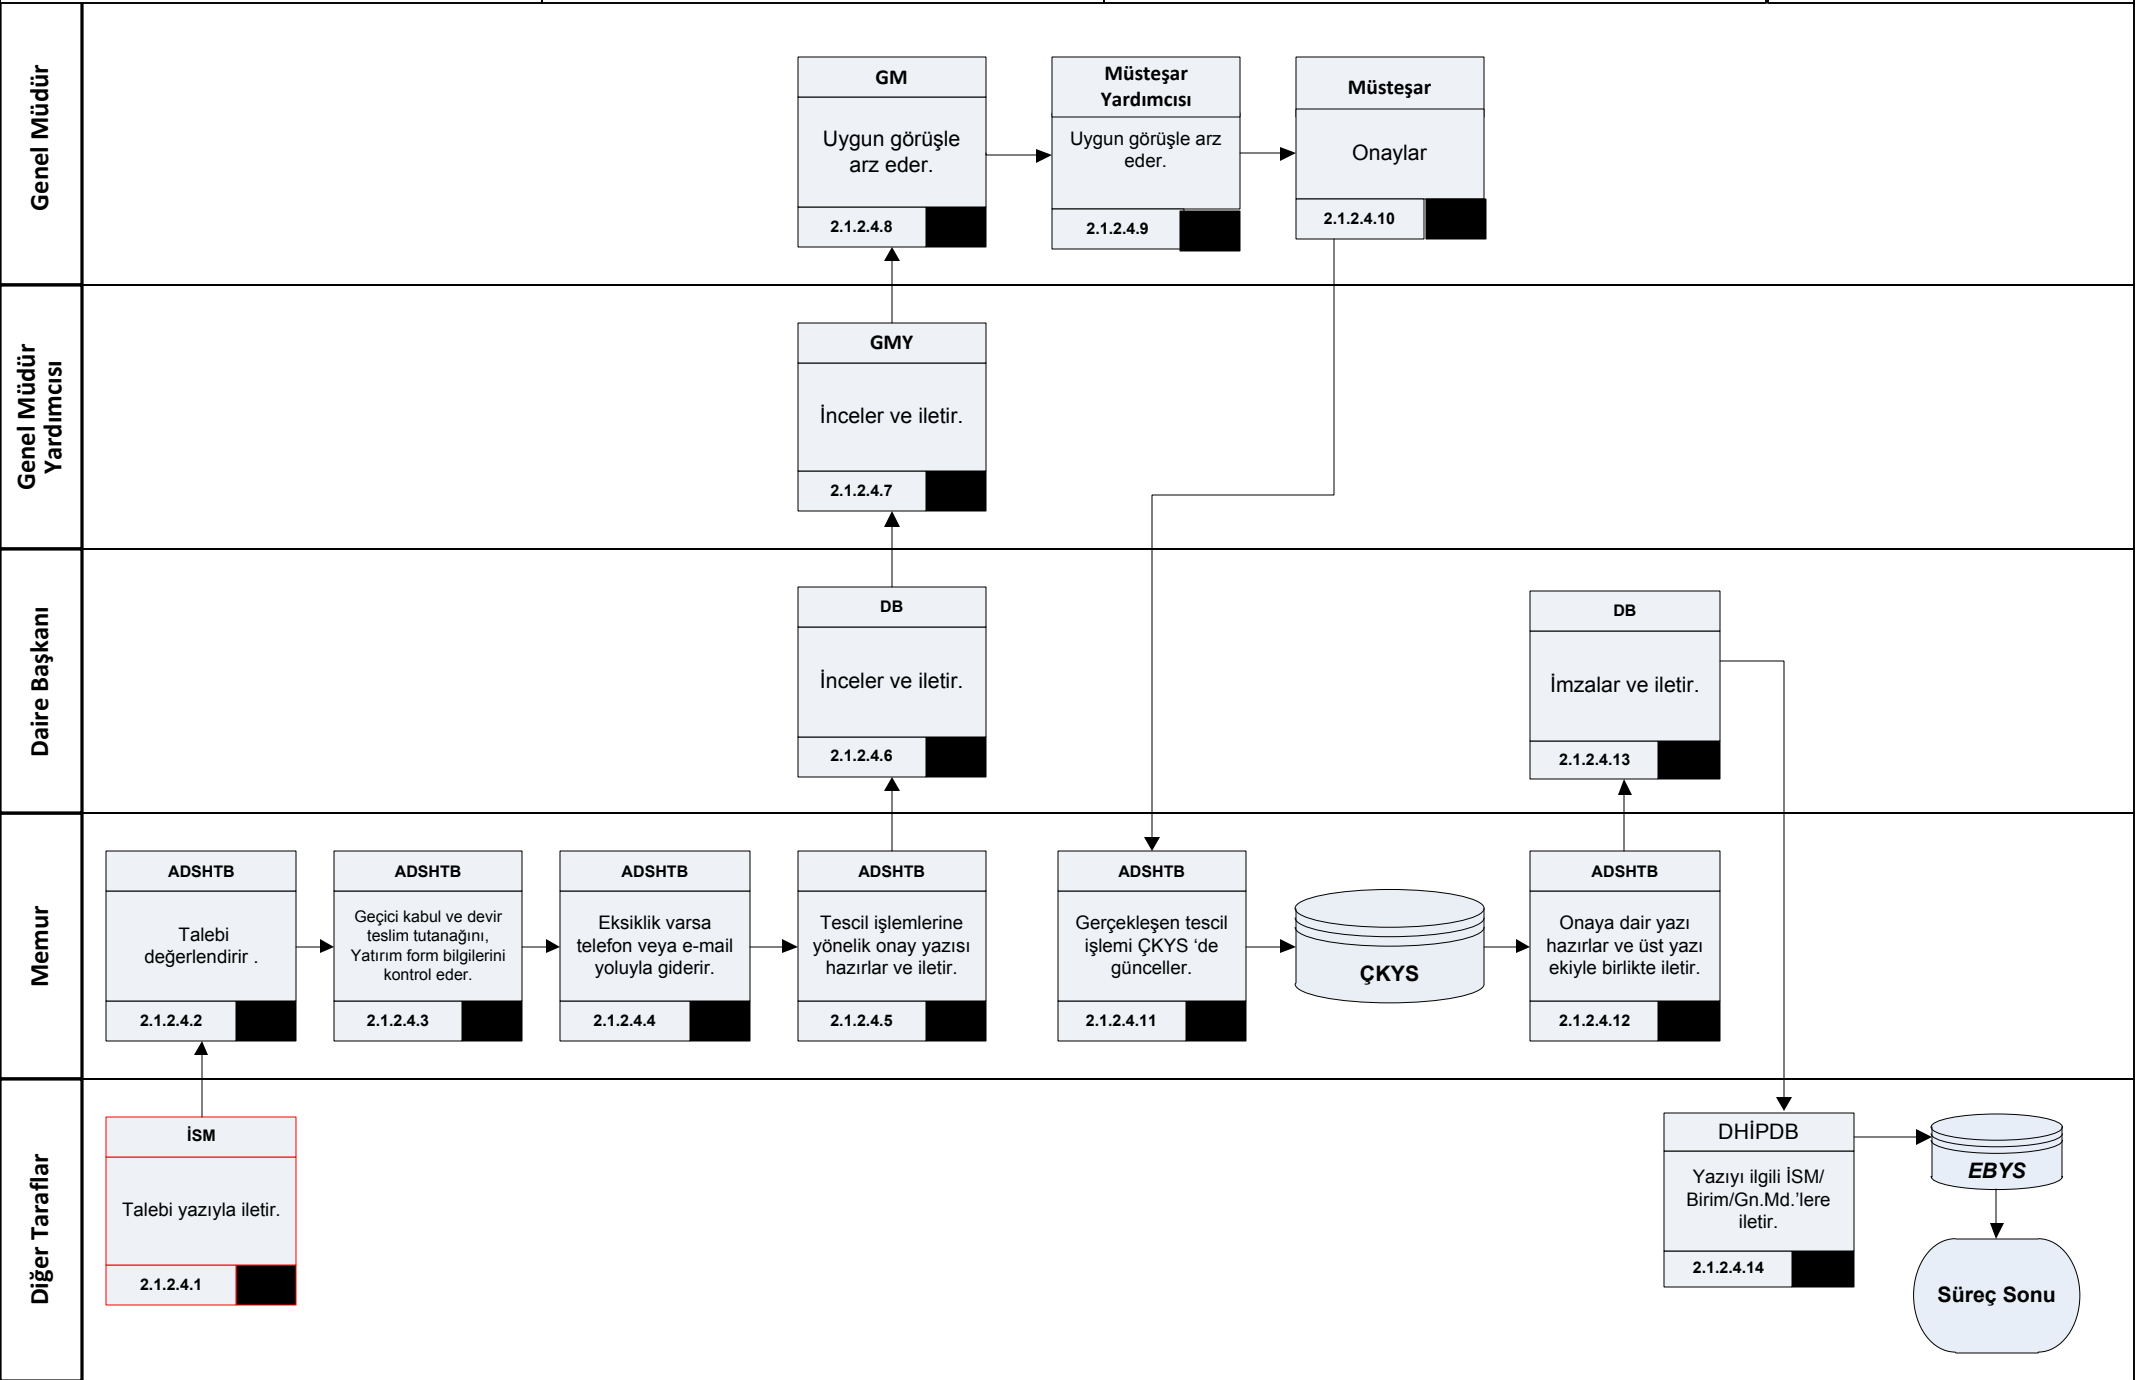 Genel Müdür
GM
Uygun görüşle
arz eder.
2.1.2.4.8
Müsteşar
Yardımcısı
Uygun görüşle arz
eder.
2.1.2.4.9
Müsteşar
Onaylar
2.1.2.4.10
Genel Müdür
Yardımcısı
GMY
İnceler ve iletir.
2.1.2.4.7
Daire Başkanı
DB
İnceler ve iletir.
2.1.2.4.6
DB
İmzalar ve iletir.
2.1.2.4.13
Memur
ADSHTB
Talebi
değerlendirir .
2.1.2.4.2
ADSHTB
Geçici kabul ve devir
teslim tutanağını,
Yatırım form bilgilerini
kontrol eder.
2.1.2.4.3
ADSHTB
Eksiklik varsa
telefon veya e-mail
yoluyla giderir.
2.1.2.4.4
ADSHTB
Tescil işlemlerine
yönelik onay yazısı
hazırlar ve iletir.
2.1.2.4.5
ADSHTB
Gerçekleşen tescil
işlemi ÇKYS ‘de
günceller.
2.1.2.4.11
ÇKYS
ADSHTB
Onaya dair yazı
hazırlar ve üst yazı
ekiyle birlikte iletir.
2.1.2.4.12
Diğer Taraflar
İSM
Talebi yazıyla iletir.
2.1.2.4.1
DHİPDB
Yazıyı ilgili İSM/
Birim/Gn.Md.’lere
iletir.
2.1.2.4.14
EBYS
Süreç Sonu